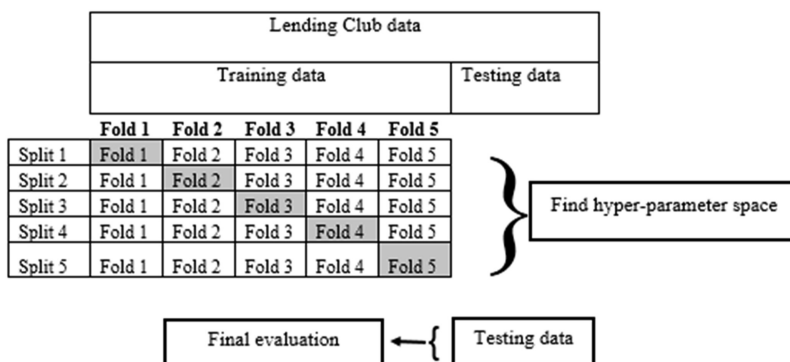 Lending Club data
Training data Testing data
Fold 1 Fold 2 Fold 3 Fold 4 Fold 5
Split 1 Fold 1 Fold 2 Fold 3 Fold 4 Fold 5
Split 2 Fold 1 Fold 2 Fold 3 Fold 4 Fold 5
Split 3 Fold 1 Fold 2 Fold 3 Fold 4 Fold 5
Split 4 Fold 1 Fold 2 Fold 3 Fold 4 Fold 5
Split 5 Fold 1 Fold 2 Fold 3 Fold 4 Fold 5
Find hyper-parameter space
Final evaluation Testing data